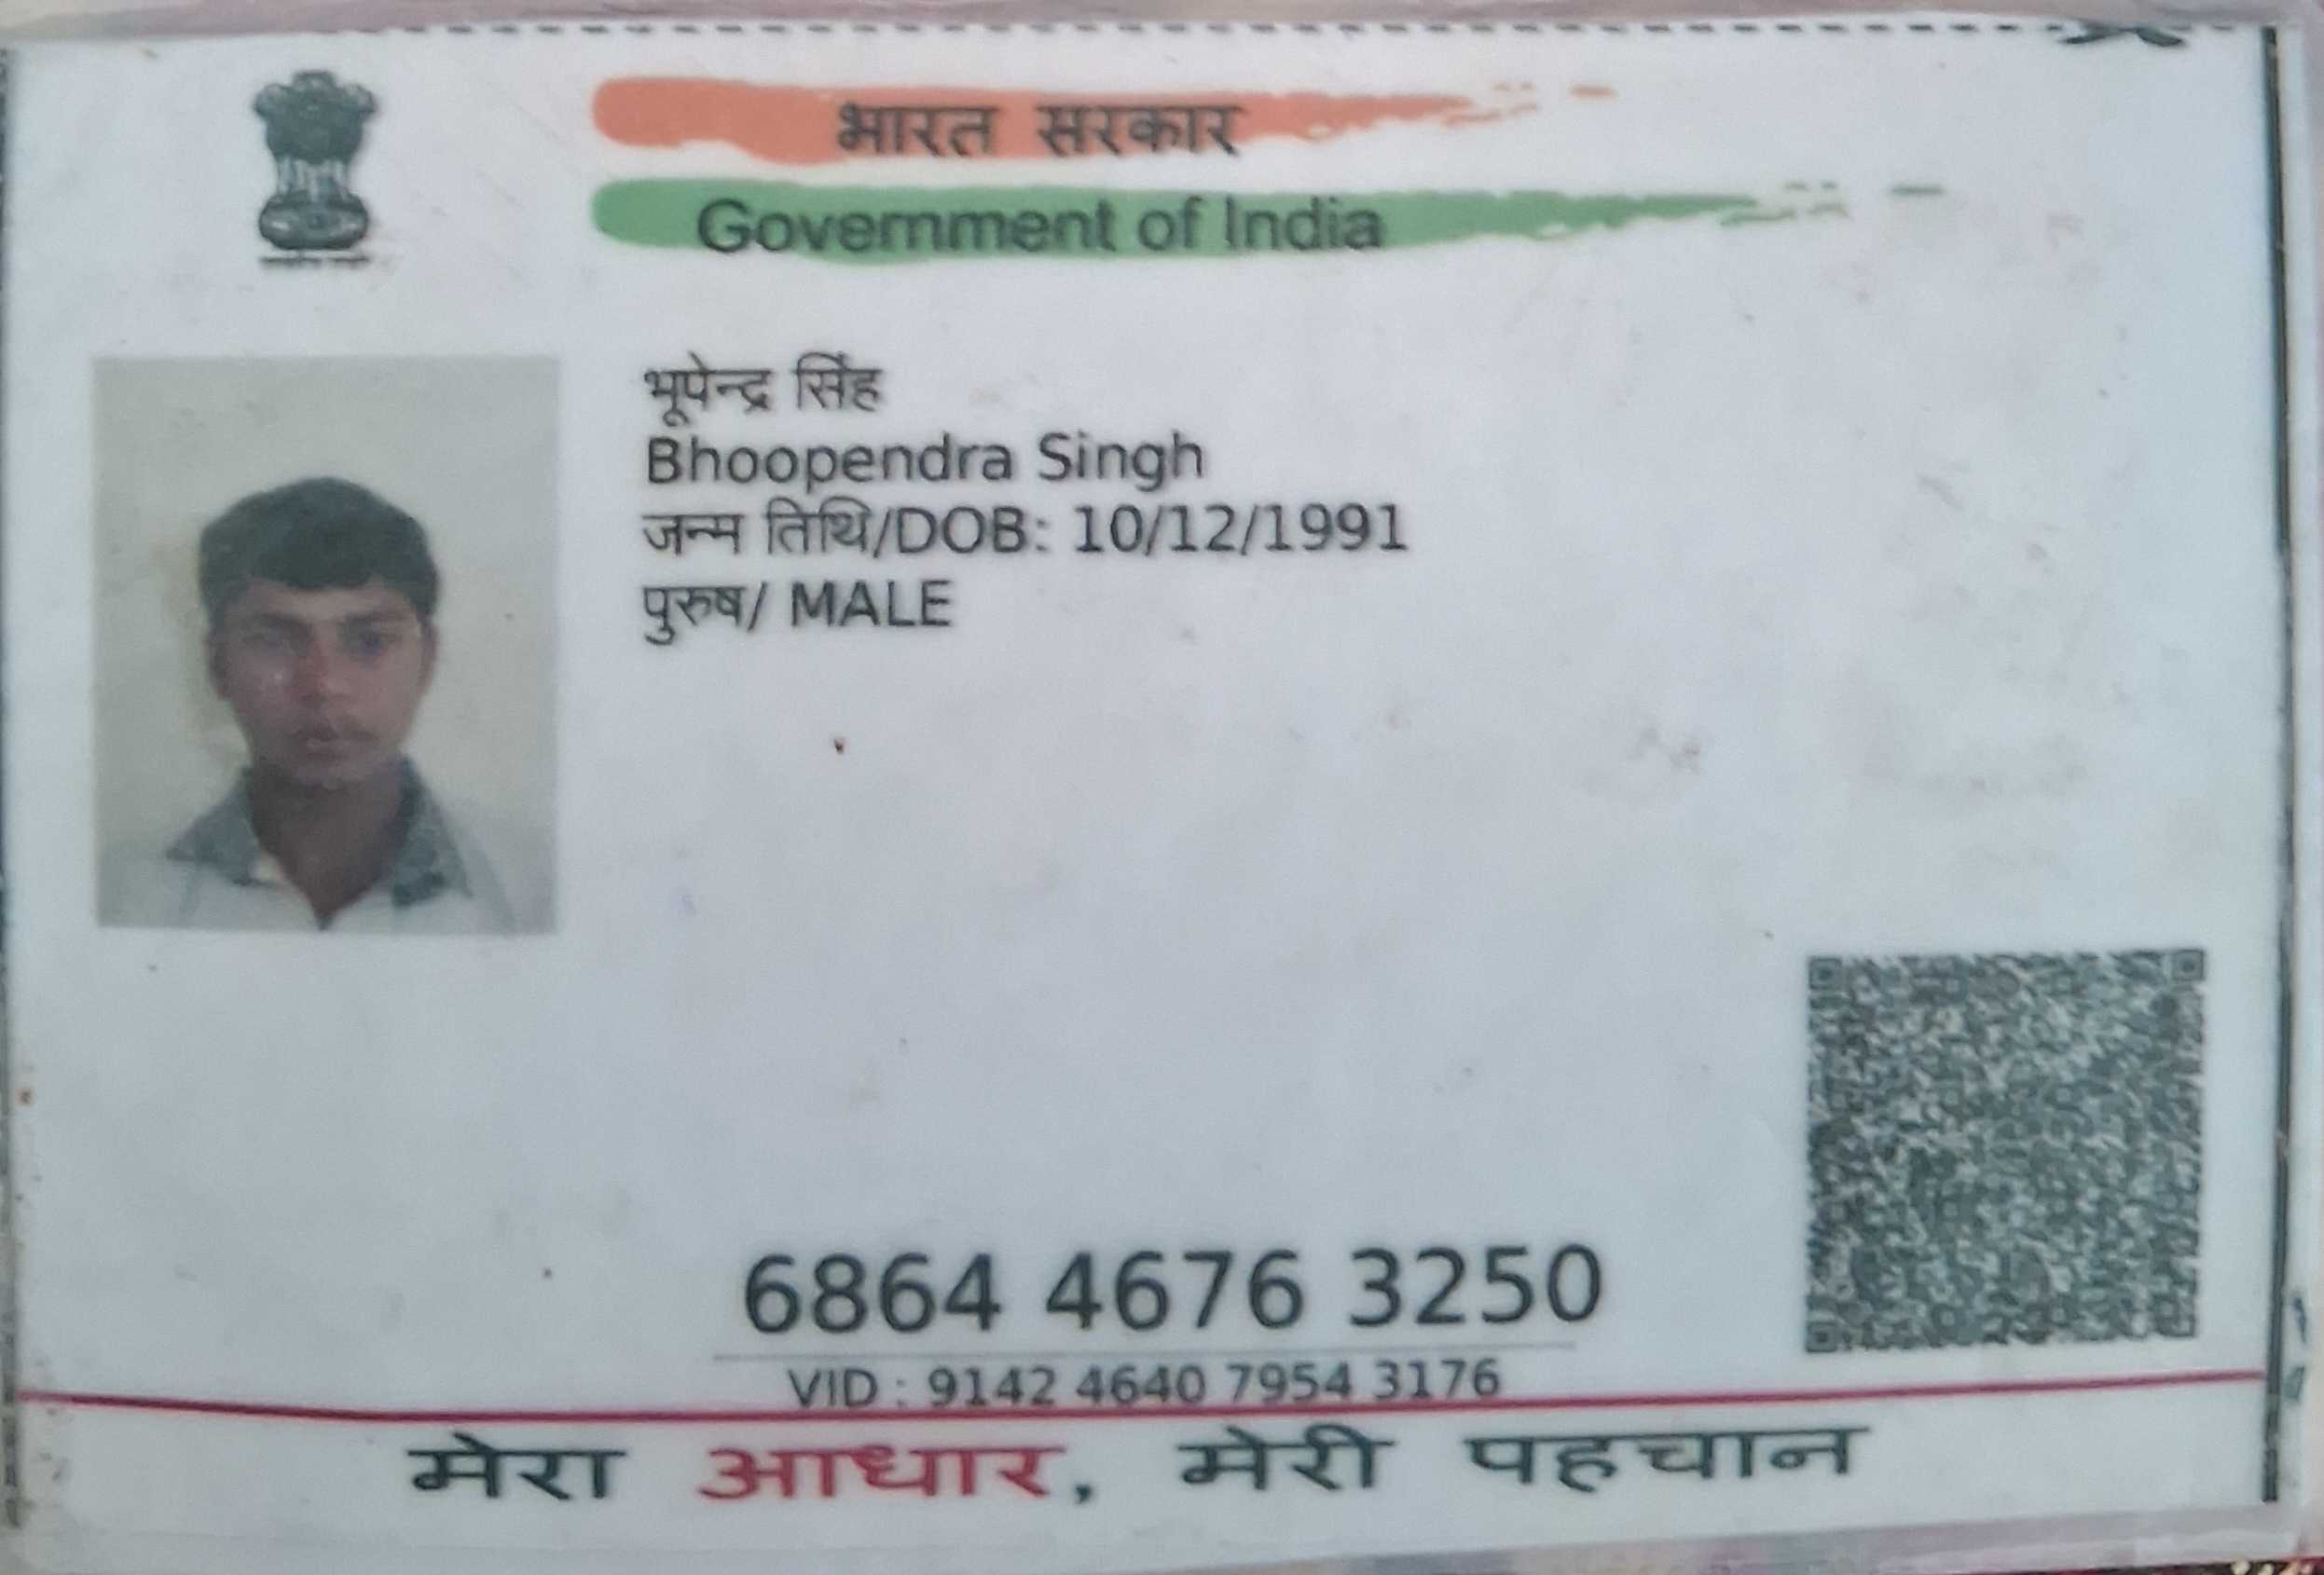 भारत सरकार
Government of India
भूपेन्द्र सिंह
Bhoopendra Singh
जन्म तिथि/DOB: 10/12/1991
पुरुष/ MALE
6864 4676 3250
VID : 9142 4640 7954 3176
मेरा आधार, मेरी पहचान